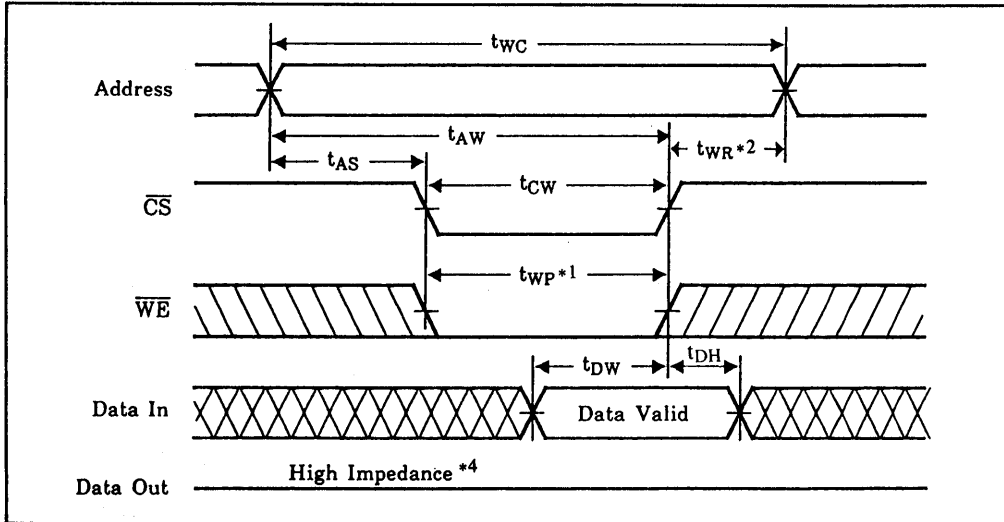 tWC
Address
tAW
tWR*2
tAS
tCW
CS
tWP*1
WE
tDW
tDH
Data In
Data Valid
High Impedance *4
Data Out